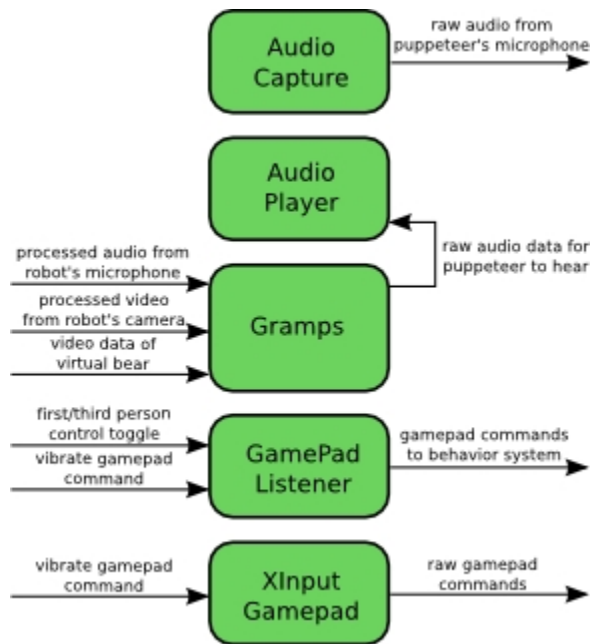 Audio
Capture
raw audio from
puppeteer's microphone
Audio
Player
raw audio data for
puppeteer to hear
processed audio from
robot's microphone
processed video
from robot's camera
video data of
virtual bear
Gramps
first/third person
control toggle
vibrate gamepad
command
GamePad
Listener
gamepad commands
to behavior system
vibrate gamepad
command
XInput
Gamepad
raw gamepad
commands